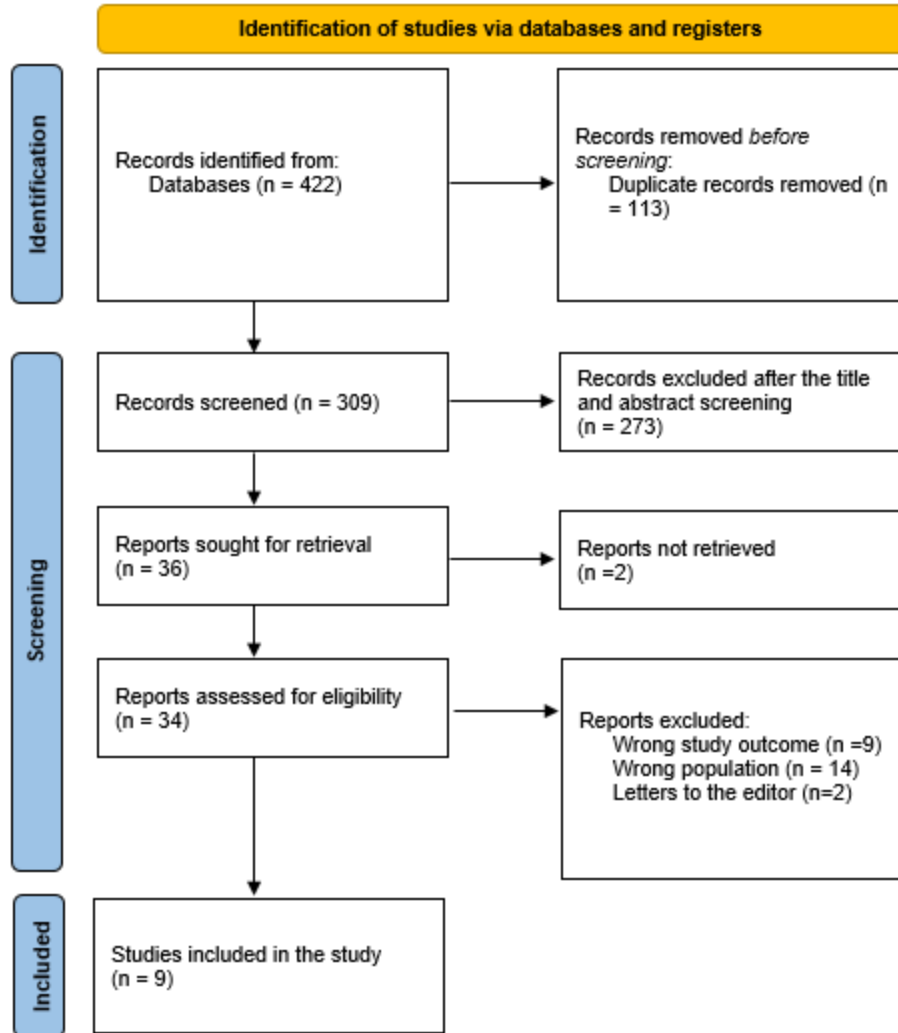 Identification of studies via databases and registers
Identification
Records identified from:
Databases (n = 422)
Records removed before
screening:
Duplicate records removed (n
= 113)
Screening
Records screened (n = 309)
Records excluded after the title
and abstract screening
(n = 273)
Reports sought for retrieval
(n = 36)
Reports not retrieved
(n =2)
Reports assessed for eligibility
(n = 34)
Reports excluded:
Wrong study outcome (n =9)
Wrong population (n = 14)
Letters to the editor (n=2)
Included
Studies included in the study
(n = 9)